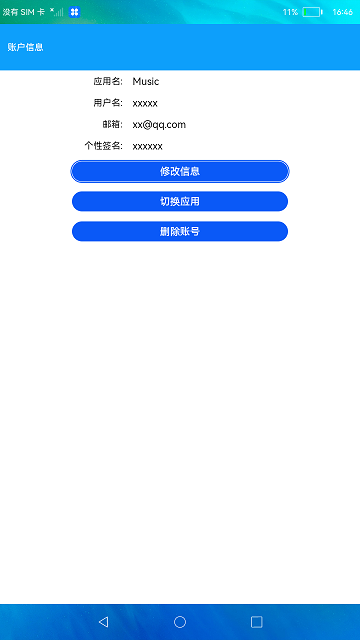 没有 SIM 卡 11% 16:46
账户信息
应用名: Music
用户名: xxxxx
邮箱: xx@qq.com
个性签名: xxxxxx
修改信息
切换应用
删除账号